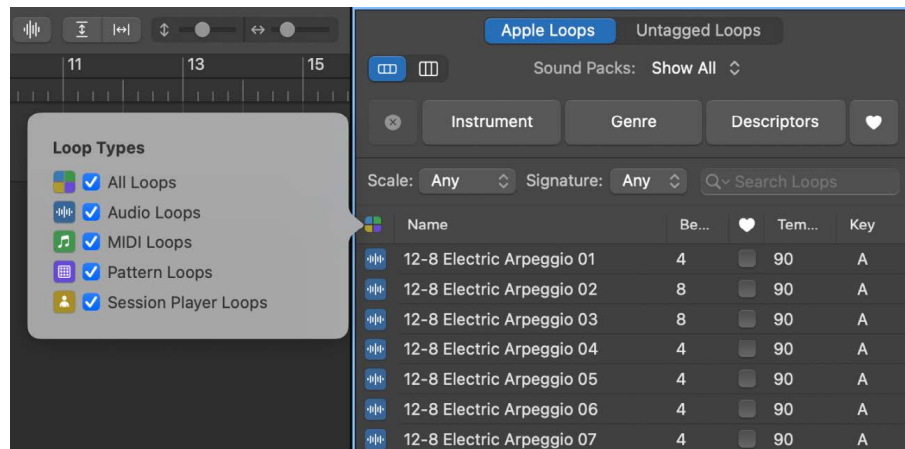 Apple Loops Untagged Loops
11 13 15
Sound Packs: Show All
Instrument Genre Descriptors
Loop Types
All Loops
Audio Loops
MIDI Loops
Pattern Loops
Session Player Loops
Scale: Any Signature: Any Search Loops
Name Be... Tem... Key
12-8 Electric Arpeggio 01 4 90 A
12-8 Electric Arpeggio 02 8 90 A
12-8 Electric Arpeggio 03 8 90 A
12-8 Electric Arpeggio 04 4 90 A
12-8 Electric Arpeggio 05 4 90 A
12-8 Electric Arpeggio 06 4 90 A
12-8 Electric Arpeggio 07 4 90 A